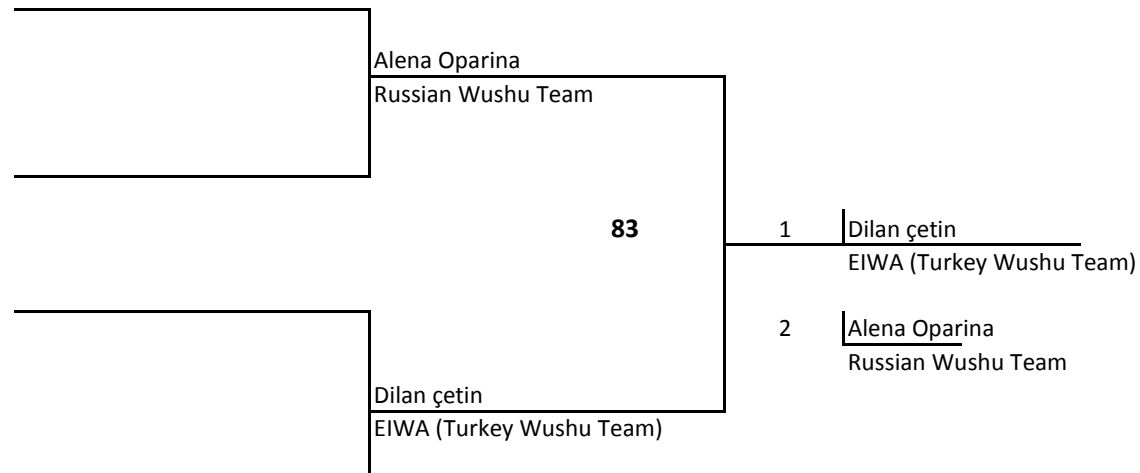 Alena Oparina
Russian Wushu Team
83
1 Dilan çetin
EIWA (Turkey Wushu Team)
2 Alena Oparina
Russian Wushu Team
Dilan çetin
EIWA (Turkey Wushu Team)